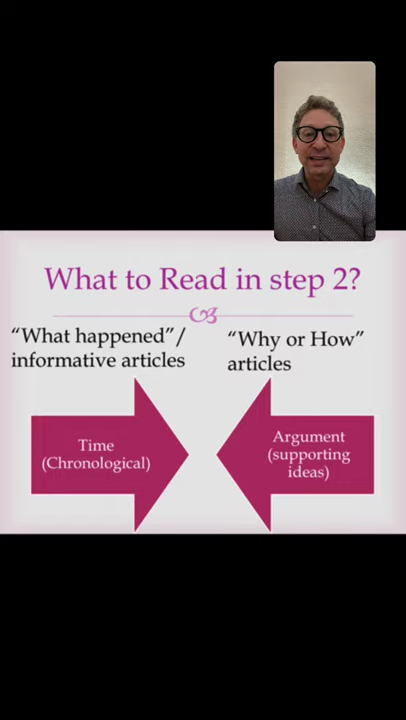 What to Read in step 2?
“What happened”/
informative articles
“Why or How”
articles
Time
(Chronological)
Argument
(supporting
ideas)